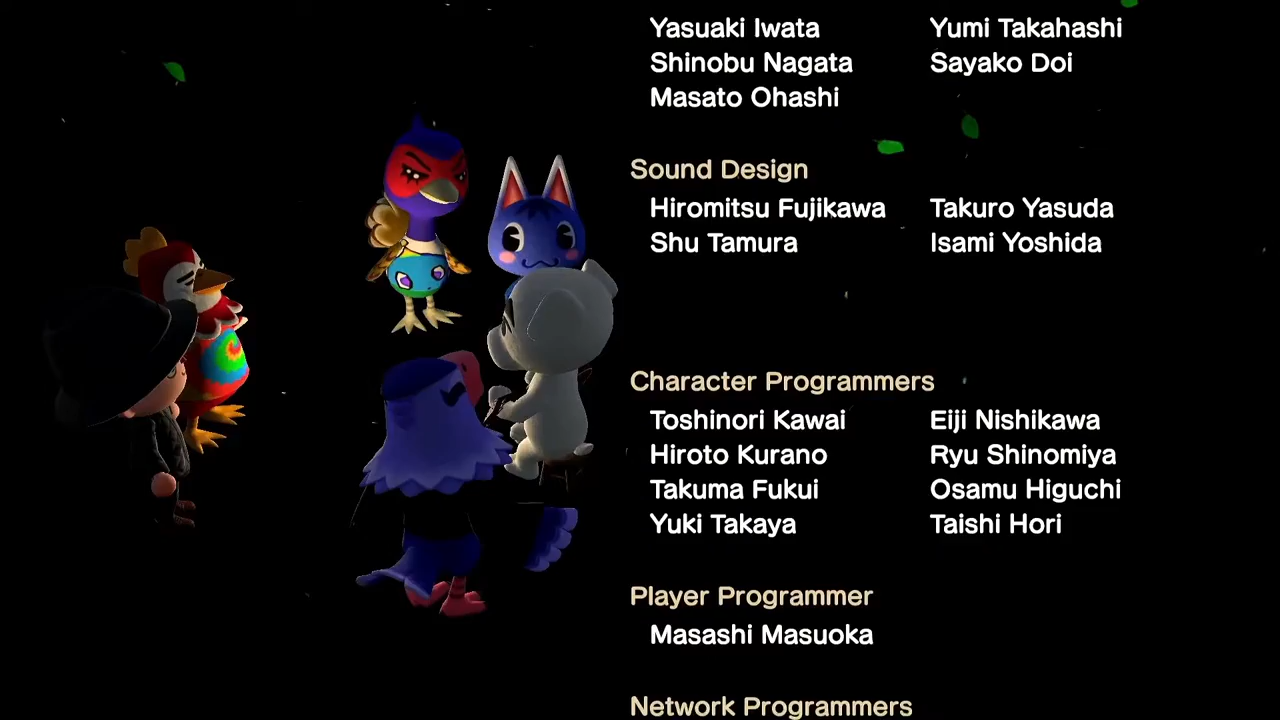 Yasuaki Iwata Yumi Takahashi
Shinobu Nagata Sayako Doi
Masato Ohashi
Sound Design
Hiromitsu Fujikawa Takuro Yasuda
Shu Tamura Isami Yoshida
Character Programmers
Toshinori Kawai Eiji Nishikawa
Hiroto Kurano Ryu Shinomiya
Takuma Fukui Osamu Higuchi
Yuki Takaya Taishi Hori
Player Programmer
Masashi Masuoka
Network Programmers